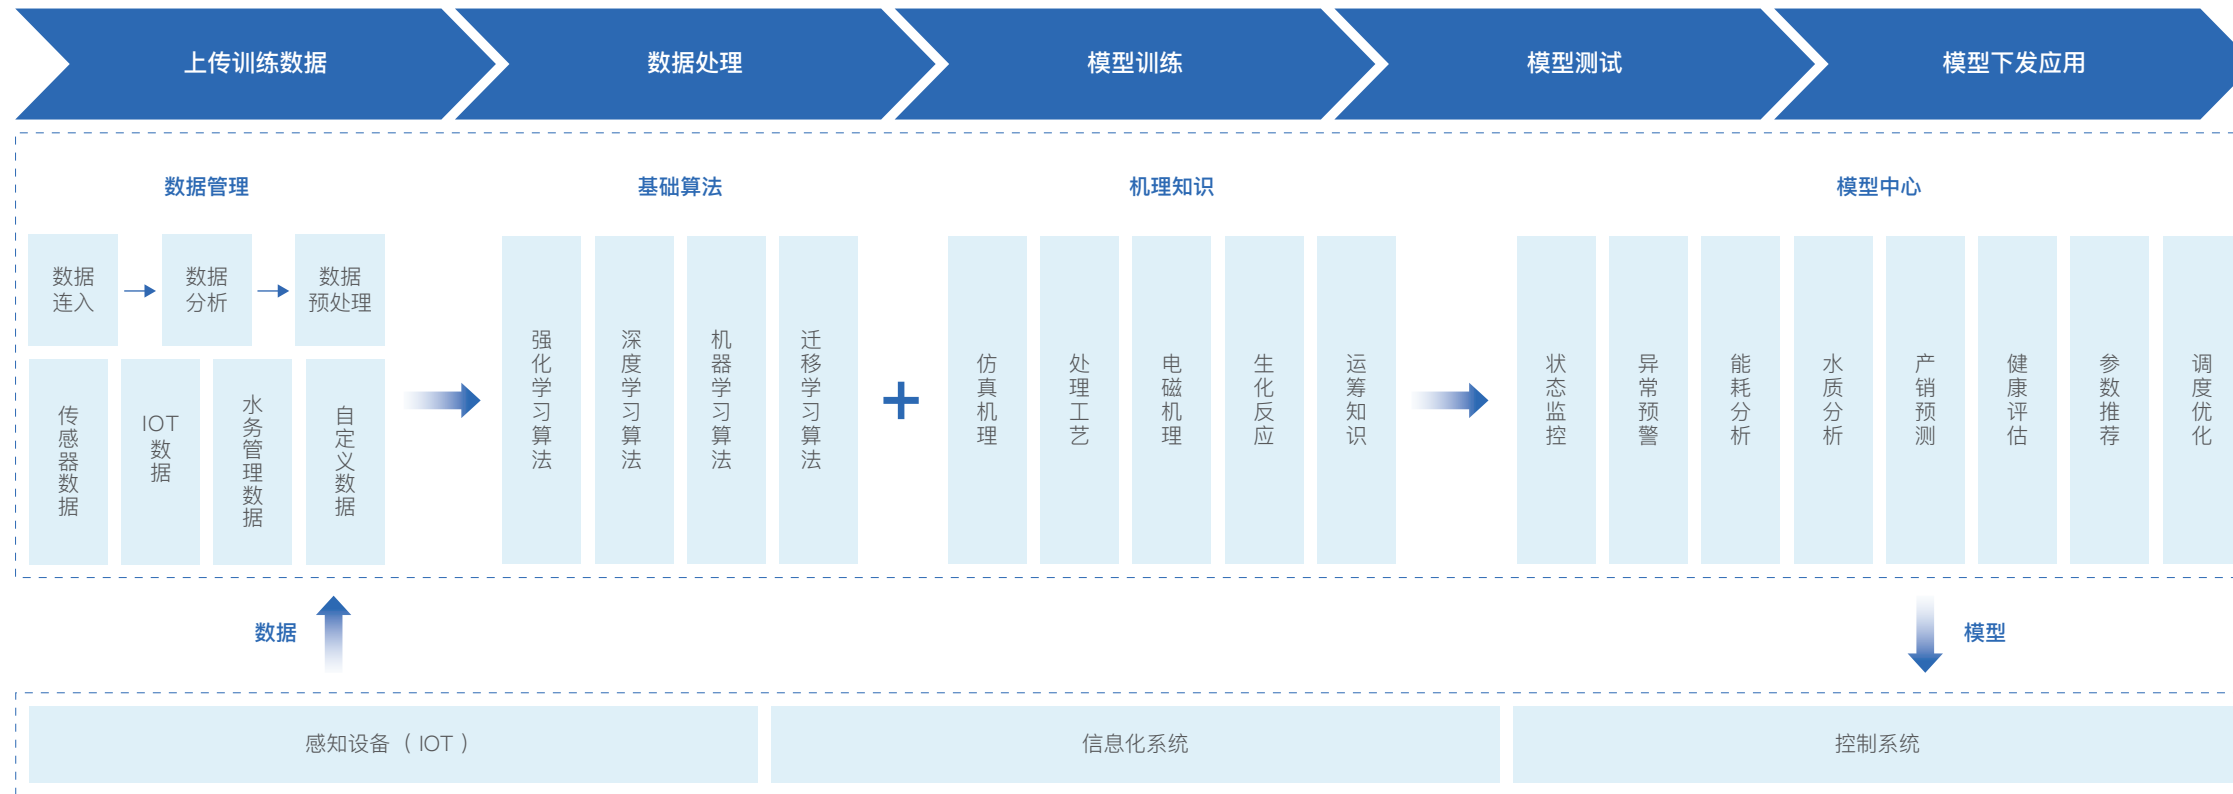 上传训练数据
数据处理
模型训练
模型测试
模型下发应用
数据管理
基础算法
机理知识
模型中心
数据
连入
数据
分析
数据
预处理
传感器数据
IOT
数据
水务管理数据
自定义数据
强化学习算法
深度学习算法
机器学习算法
迁移学习算法
仿真机理
处理工艺
电磁机理
生化反应
运筹知识
状态监控
异常预警
能耗分析
水质分析
产销预测
健康评估
参数推荐
调度优化
数据
模型
感知设备（IOT）
信息化系统
控制系统